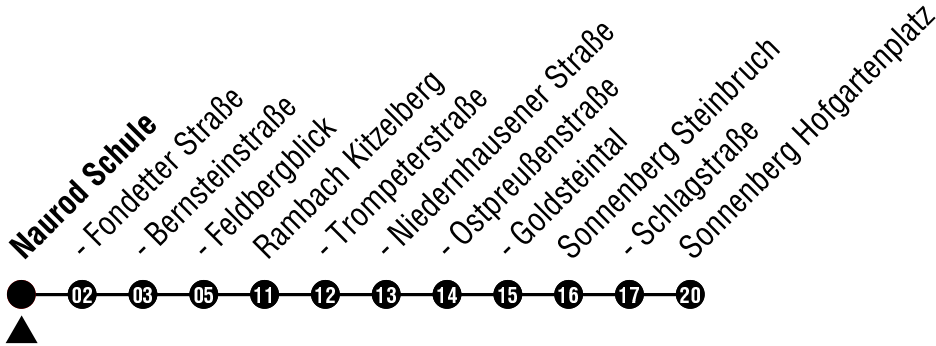 Naurod Schule
- Fondetter Straße
- Bernsteinstraße
- Feldbergblick
Rambach Kitzelberg
- Trompeterstraße
- Niedernhausener Straße
- Ostpreußenstraße
- Goldsteintal
Sonnenberg Steinbruch
- Schlagstraße
Sonnenberg Hofgartenplatz
02 03 05 11 12 13 14 15 16 17 20